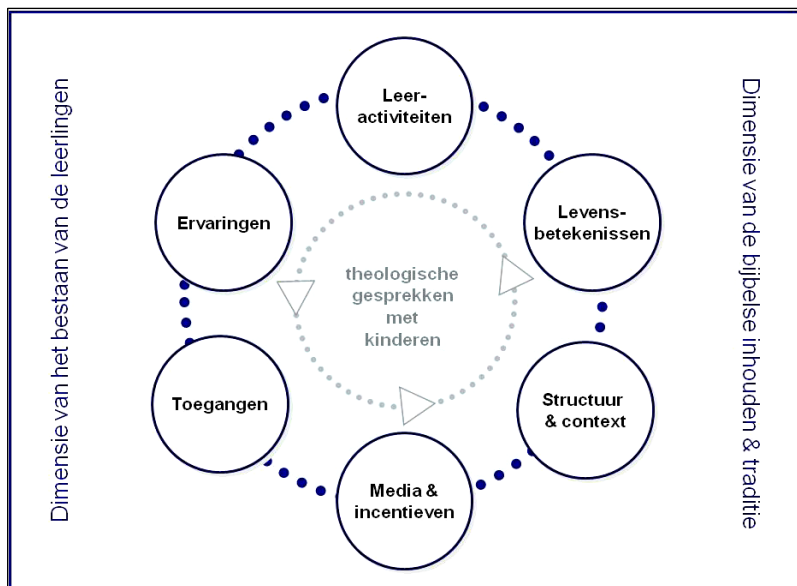 Dimensie van het bestaan van de leerlingen
Leer-
activiteiten
Levens-
betekenissen
Structuur
& context
Media &
incentieven
Toegangen
Ervaringen
theologische
gesprekken
met
kinderen
Dimensie van de bijbelse inhouden & traditie